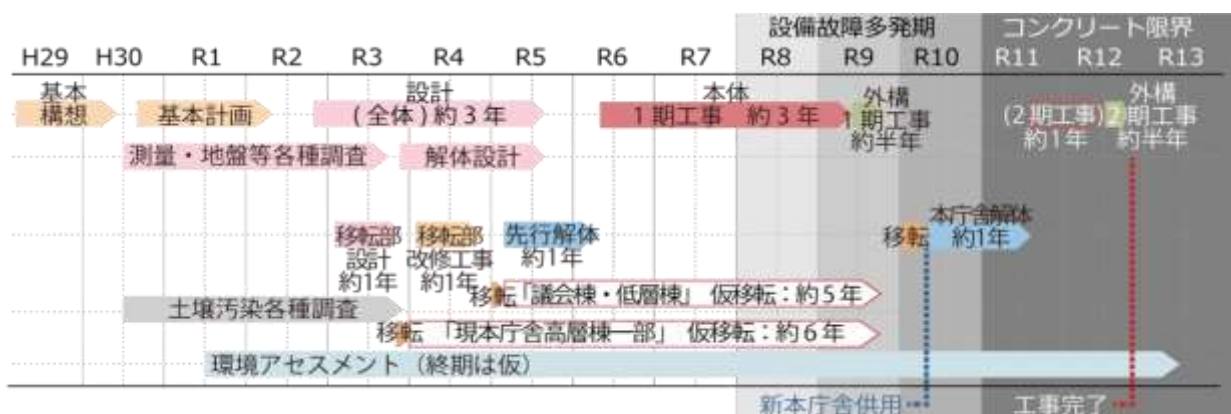 設備故障多発期
コンクリート限界
H29 H30 R1 R2 R3 R4 R5 R6 R7 R8 R9 R10 R11 R12 R13
基本
構想
基本計画
設計
(全体)約3年
本体
1期工事 約3年
外構
1期工事
約半年
(2期工事)
約1年
外構
2期工事
約半年
測量・地盤等各種調査
解体設計
移転部
設計
約1年
移転部
改修工事
約1年
先行解体
約1年
移転
本庁舎解体
約1年
移転「議会棟・低層棟」 仮移転：約5年
土壌汚染各種調査
移転 「現本庁舎高層棟一部」 仮移転：約6年
環境アセスメント（終期は仮）
新本庁舎供用
工事完了